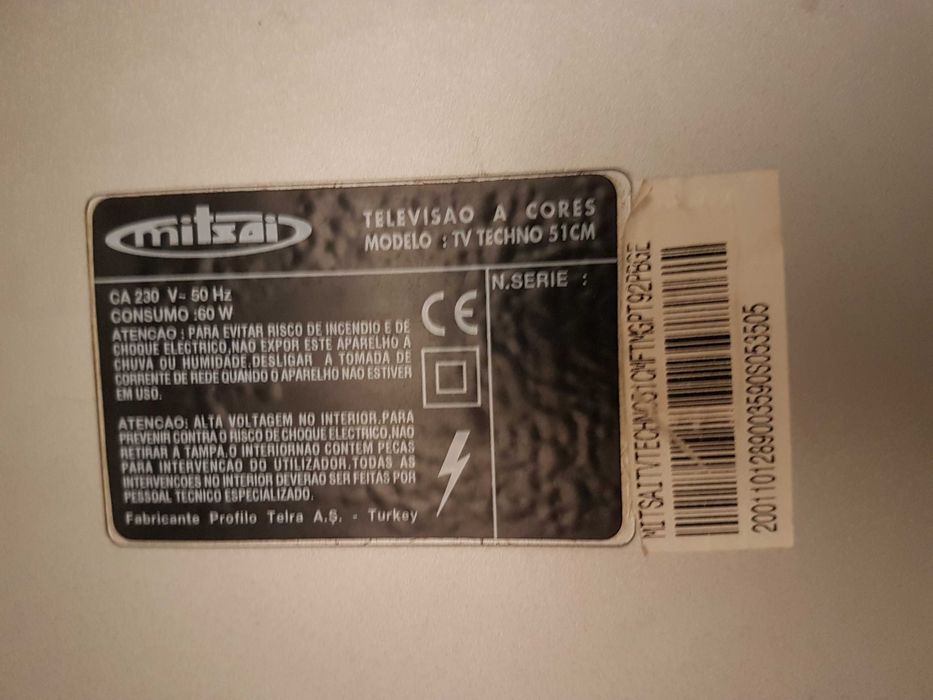 mitsai
TELEVISAO A CORES
MODELO : TV TECHNO 51CM
CA 230 V~ 50 Hz
CONSUMO :60 W
ATENCAO : PARA EVITAR RISCO DE INCENDIO E DE
CHOQUE ELECTRICO,NAO EXPOR ESTE APARELHO A
CHUVA OU HUMIDADE.DESLIGAR A TOMADA DE
CORRENTE DE REDE QUANDO O APARELHO NAO ESTIVER
EM USO.
ATENCAO: ALTA VOLTAGEM NO INTERIOR.PARA
PREVENIR CONTRA O RISCO DE CHOQUE ELECTRICO,NAO
RETIRAR A TAMPA,O INTERIORNAO CONTEM PECAS
PARA INTERVENCAO DO UTILIZADOR,TODAS AS
INTERVENCOES NO INTERIOR DEVERAO SER FEITAS POR
PESSOAL TECNICO ESPECIALIZADO.
Fabricante Profilo Telra A.Ş. - Turkey
CE
N.SERIE :
MITSAITVTECHNO51CMFTMGPT92PBGE
2001101289003590S053505